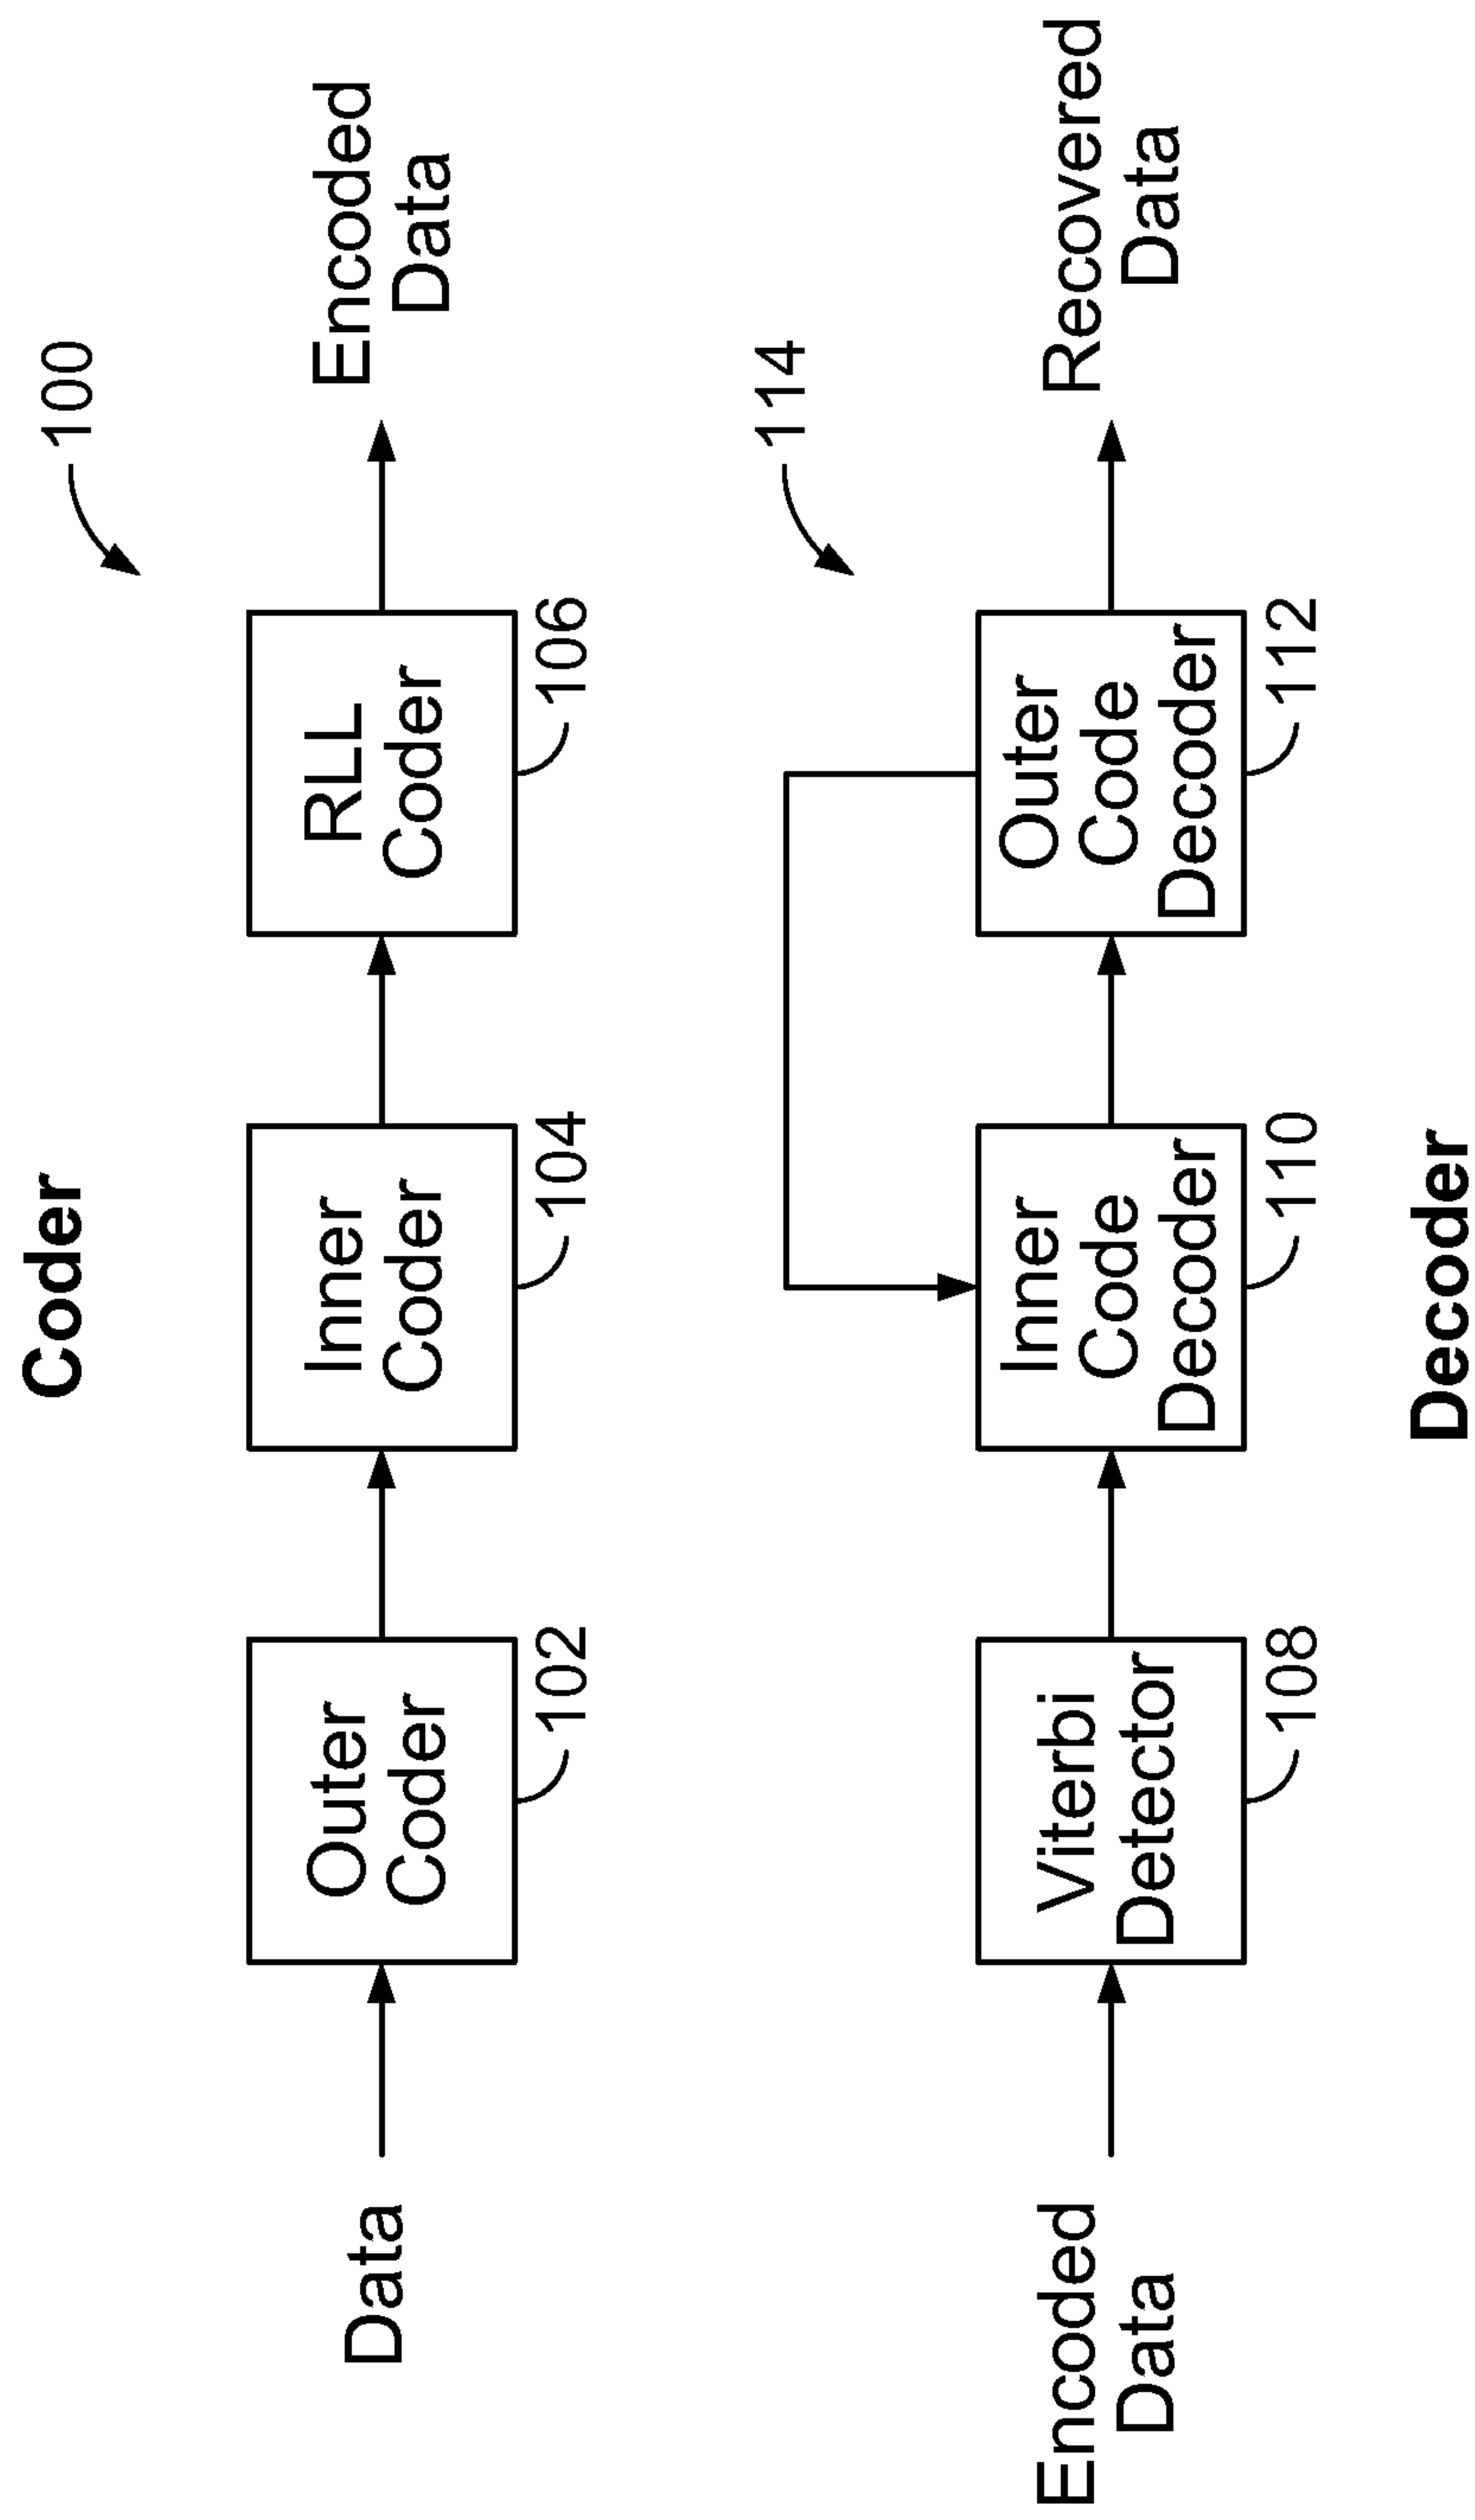 Coder
100
Data
Outer
Coder
102
Inner
Coder
104
RLL
Coder
106
Encoded
Data
114
Encoded
Data
Viterbi
Detector
108
Inner
Code
Decoder
110
Outer
Code
Decoder
112
Recovered
Data
Decoder